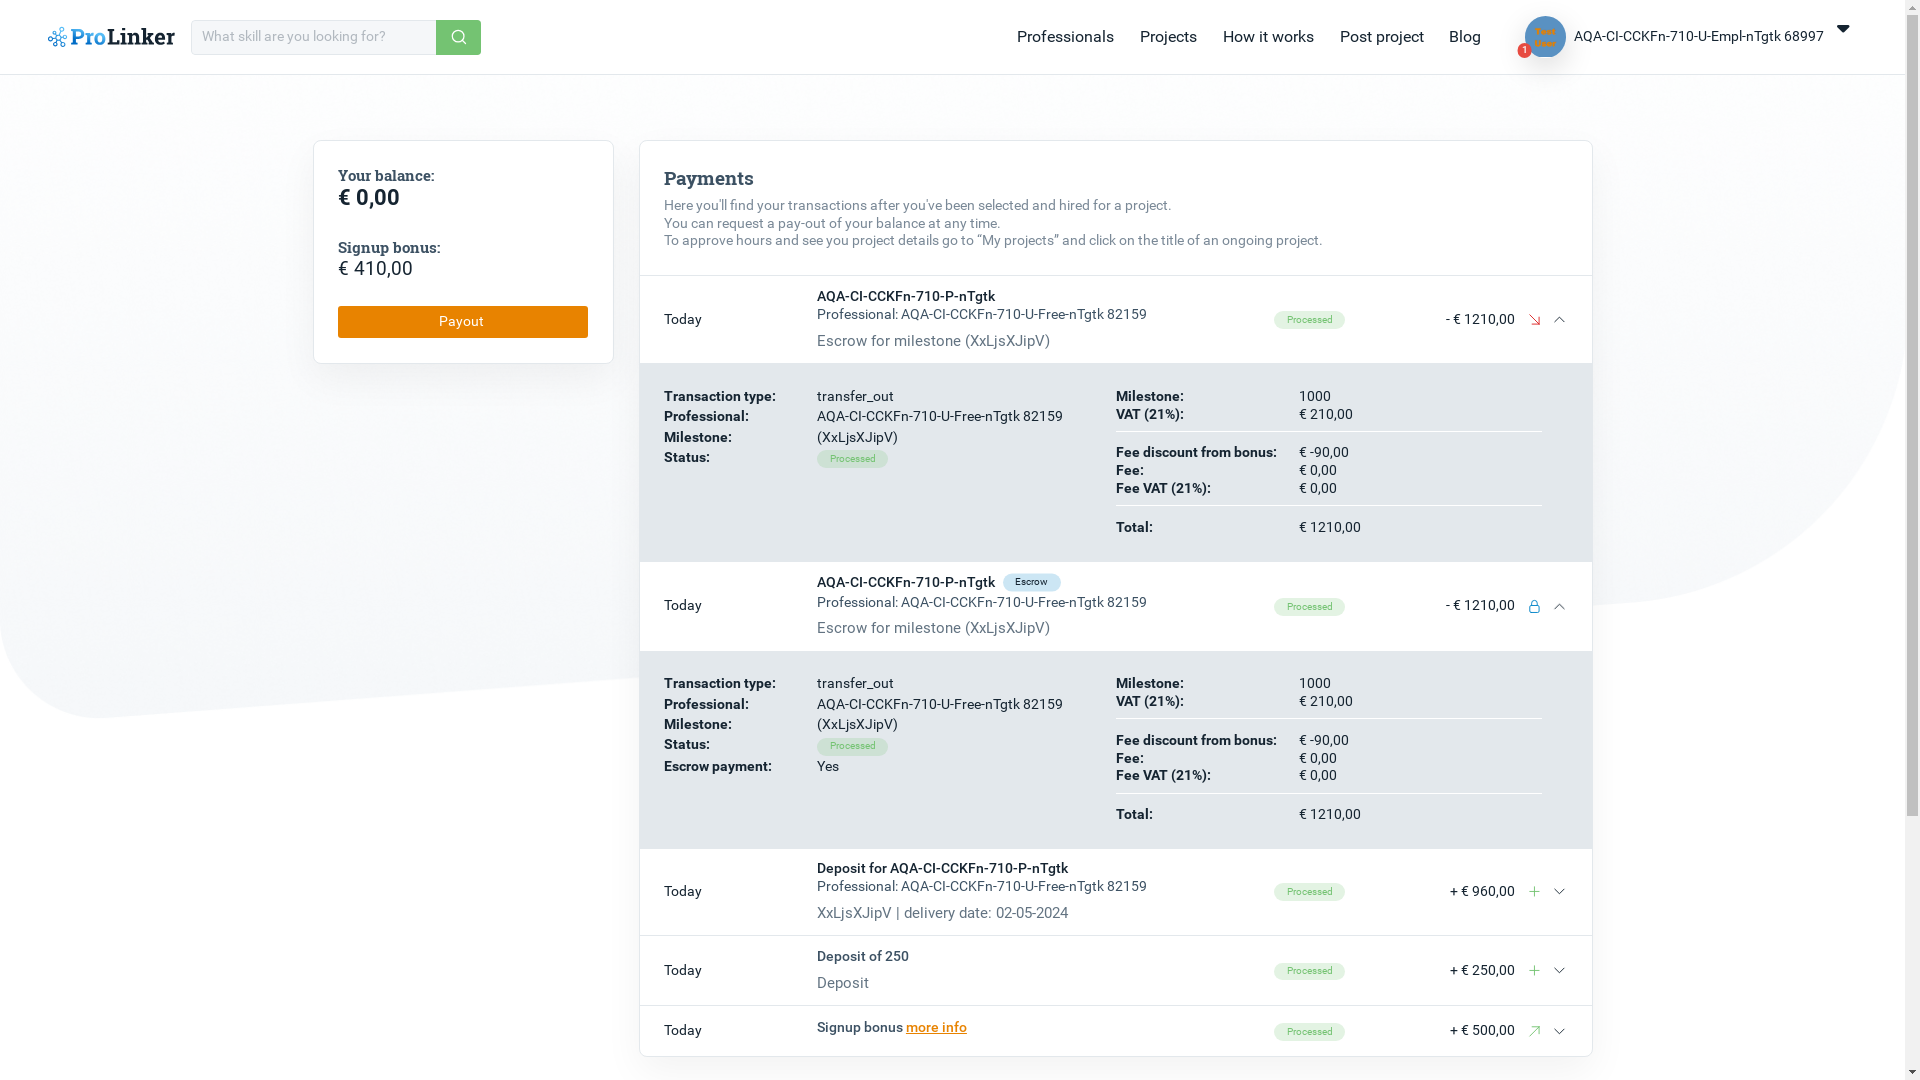 ProLinker
What skill are you looking for?
Professionals
Projects
How it works
Post project
Blog
Test
User
1
AQA-CI-CCKFn-710-U-Empl-nTgtk 68997
Your balance:
€ 0,00
Signup bonus:
€ 410,00
Payout
Payments
Here you'll find your transactions after you've been selected and hired for a project.
You can request a pay-out of your balance at any time.
To approve hours and see you project details go to “My projects” and click on the title of an ongoing project.
Today
AQA-CI-CCKFn-710-P-nTgtk
Professional: AQA-CI-CCKFn-710-U-Free-nTgtk 82159
Escrow for milestone (XxLjsXJipV)
Processed
- € 1210,00
Transaction type: transfer_out
Professional: AQA-CI-CCKFn-710-U-Free-nTgtk 82159
Milestone: (XxLjsXJipV)
Status: Processed
Milestone: 1000
VAT (21%): € 210,00
Fee discount from bonus: € -90,00
Fee: € 0,00
Fee VAT (21%): € 0,00
Total: € 1210,00
Today
AQA-CI-CCKFn-710-P-nTgtk Escrow
Professional: AQA-CI-CCKFn-710-U-Free-nTgtk 82159
Escrow for milestone (XxLjsXJipV)
Processed
- € 1210,00
Transaction type: transfer_out
Professional: AQA-CI-CCKFn-710-U-Free-nTgtk 82159
Milestone: (XxLjsXJipV)
Status: Processed
Escrow payment: Yes
Milestone: 1000
VAT (21%): € 210,00
Fee discount from bonus: € -90,00
Fee: € 0,00
Fee VAT (21%): € 0,00
Total: € 1210,00
Today
Deposit for AQA-CI-CCKFn-710-P-nTgtk
Professional: AQA-CI-CCKFn-710-U-Free-nTgtk 82159
XxLjsXJipV | delivery date: 02-05-2024
Processed
+ € 960,00
Today
Deposit of 250
Deposit
Processed
+ € 250,00
Today
Signup bonus more info
Processed
+ € 500,00